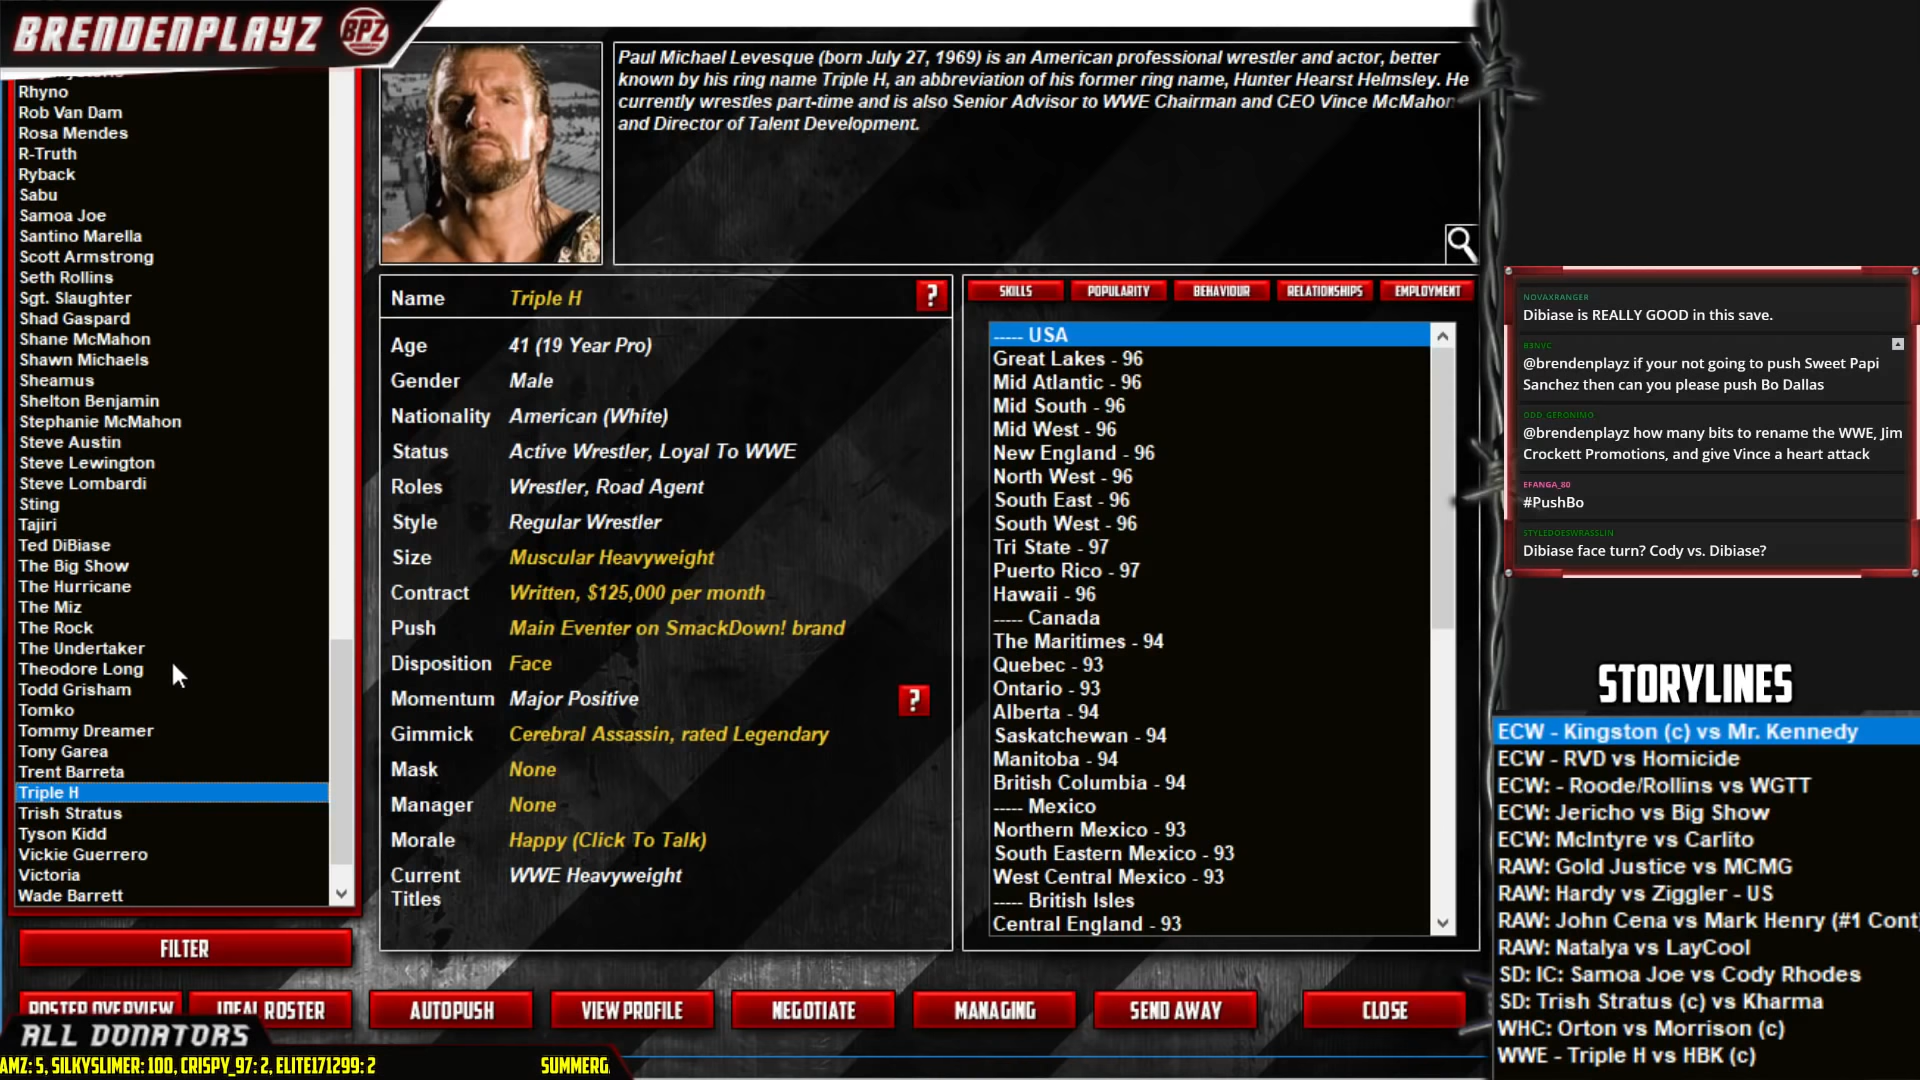 BRENDENPLAYZ
BPZ
Rhyno
Rob Van Dam
Rosa Mendes
R-Truth
Ryback
Sabu
Samoa Joe
Santino Marella
Scott Armstrong
Seth Rollins
Sgt. Slaughter
Shad Gaspard
Shane McMahon
Shawn Michaels
Sheamus
Shelton Benjamin
Stephanie McMahon
Steve Austin
Steve Lewington
Steve Lombardi
Sting
Tajiri
Ted DiBiase
The Big Show
The Hurricane
The Miz
The Rock
The Undertaker
Theodore Long
Todd Grisham
Tomko
Tommy Dreamer
Tony Garea
Trent Barreta
Triple H
Trish Stratus
Tyson Kidd
Vickie Guerrero
Victoria
Wade Barrett
FILTER
ROSTER OVERVIEW
IDEAL ROSTER
AUTOPUSH
VIEW PROFILE
NEGOTIATE
MANAGING
SEND AWAY
CLOSE
Paul Michael Levesque (born July 27, 1969) is an American professional wrestler and actor, better
known by his ring name Triple H, an abbreviation of his former ring name, Hunter Hearst Helmsley. He
currently wrestles part-time and is also Senior Advisor to WWE Chairman and CEO Vince McMahon
and Director of Talent Development.
Name Triple H ?
Age 41 (19 Year Pro)
Gender Male
Nationality American (White)
Status Active Wrestler, Loyal To WWE
Roles Wrestler, Road Agent
Style Regular Wrestler
Size Muscular Heavyweight
Contract Written, $125,000 per month
Push Main Eventer on SmackDown! brand
Disposition Face
Momentum Major Positive ?
Gimmick Cerebral Assassin, rated Legendary
Mask None
Manager None
Morale Happy (Click To Talk)
Current WWE Heavyweight
Titles
SKILLS
POPULARITY
BEHAVIOUR
RELATIONSHIPS
EMPLOYMENT
----- USA
Great Lakes - 96
Mid Atlantic - 96
Mid South - 96
Mid West - 96
New England - 96
North West - 96
South East - 96
South West - 96
Tri State - 97
Puerto Rico - 97
Hawaii - 96
----- Canada
The Maritimes - 94
Quebec - 93
Ontario - 93
Alberta - 94
Saskatchewan - 94
Manitoba - 94
British Columbia - 94
----- Mexico
Northern Mexico - 93
South Eastern Mexico - 93
West Central Mexico - 93
----- British Isles
Central England - 93
NOVAXRANGER
Dibiase is REALLY GOOD in this save.
B3NVC
@brendenplayz if your not going to push Sweet Papi
Sanchez then can you please push Bo Dallas
ODD_GERONIMO
@brendenplayz how many bits to rename the WWE, Jim
Crockett Promotions, and give Vince a heart attack
EFANGA_80
#PushBo
STYLEDOESWRASSLIN
Dibiase face turn? Cody vs. Dibiase?
STORYLINES
ECW - Kingston (c) vs Mr. Kennedy
ECW - RVD vs Homicide
ECW: - Roode/Rollins vs WGTT
ECW: Jericho vs Big Show
ECW: McIntyre vs Carlito
RAW: Gold Justice vs MCMG
RAW: Hardy vs Ziggler - US
RAW: John Cena vs Mark Henry (#1 Cont
RAW: Natalya vs LayCool
SD: IC: Samoa Joe vs Cody Rhodes
SD: Trish Stratus (c) vs Kharma
WHC: Orton vs Morrison (c)
WWE - Triple H vs HBK (c)
ALL DONATORS
AMZ: 5, SILKYSLIMER: 100, CRISPY_97: 2, ELITE171299: 2 SUMMERG